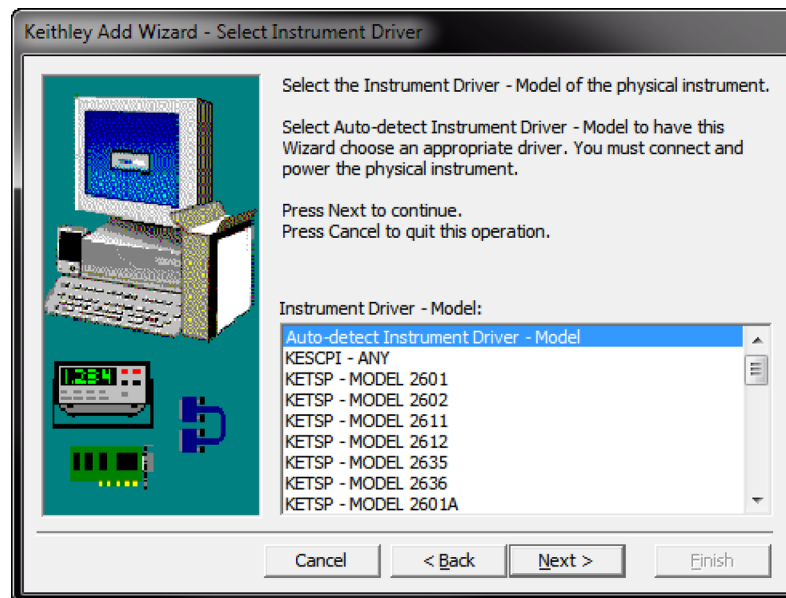 Keithley Add Wizard - Select Instrument Driver
Select the Instrument Driver - Model of the physical instrument.
Select Auto-detect Instrument Driver - Model to have this
Wizard choose an appropriate driver. You must connect and
power the physical instrument.
Press Next to continue.
Press Cancel to quit this operation.
Instrument Driver - Model:
Auto-detect Instrument Driver - Model
KESCPI - ANY
KETSP - MODEL 2601
KETSP - MODEL 2602
KETSP - MODEL 2611
KETSP - MODEL 2612
KETSP - MODEL 2635
KETSP - MODEL 2636
KETSP - MODEL 2601A
1.284
Cancel
< Back
Next >
Finish